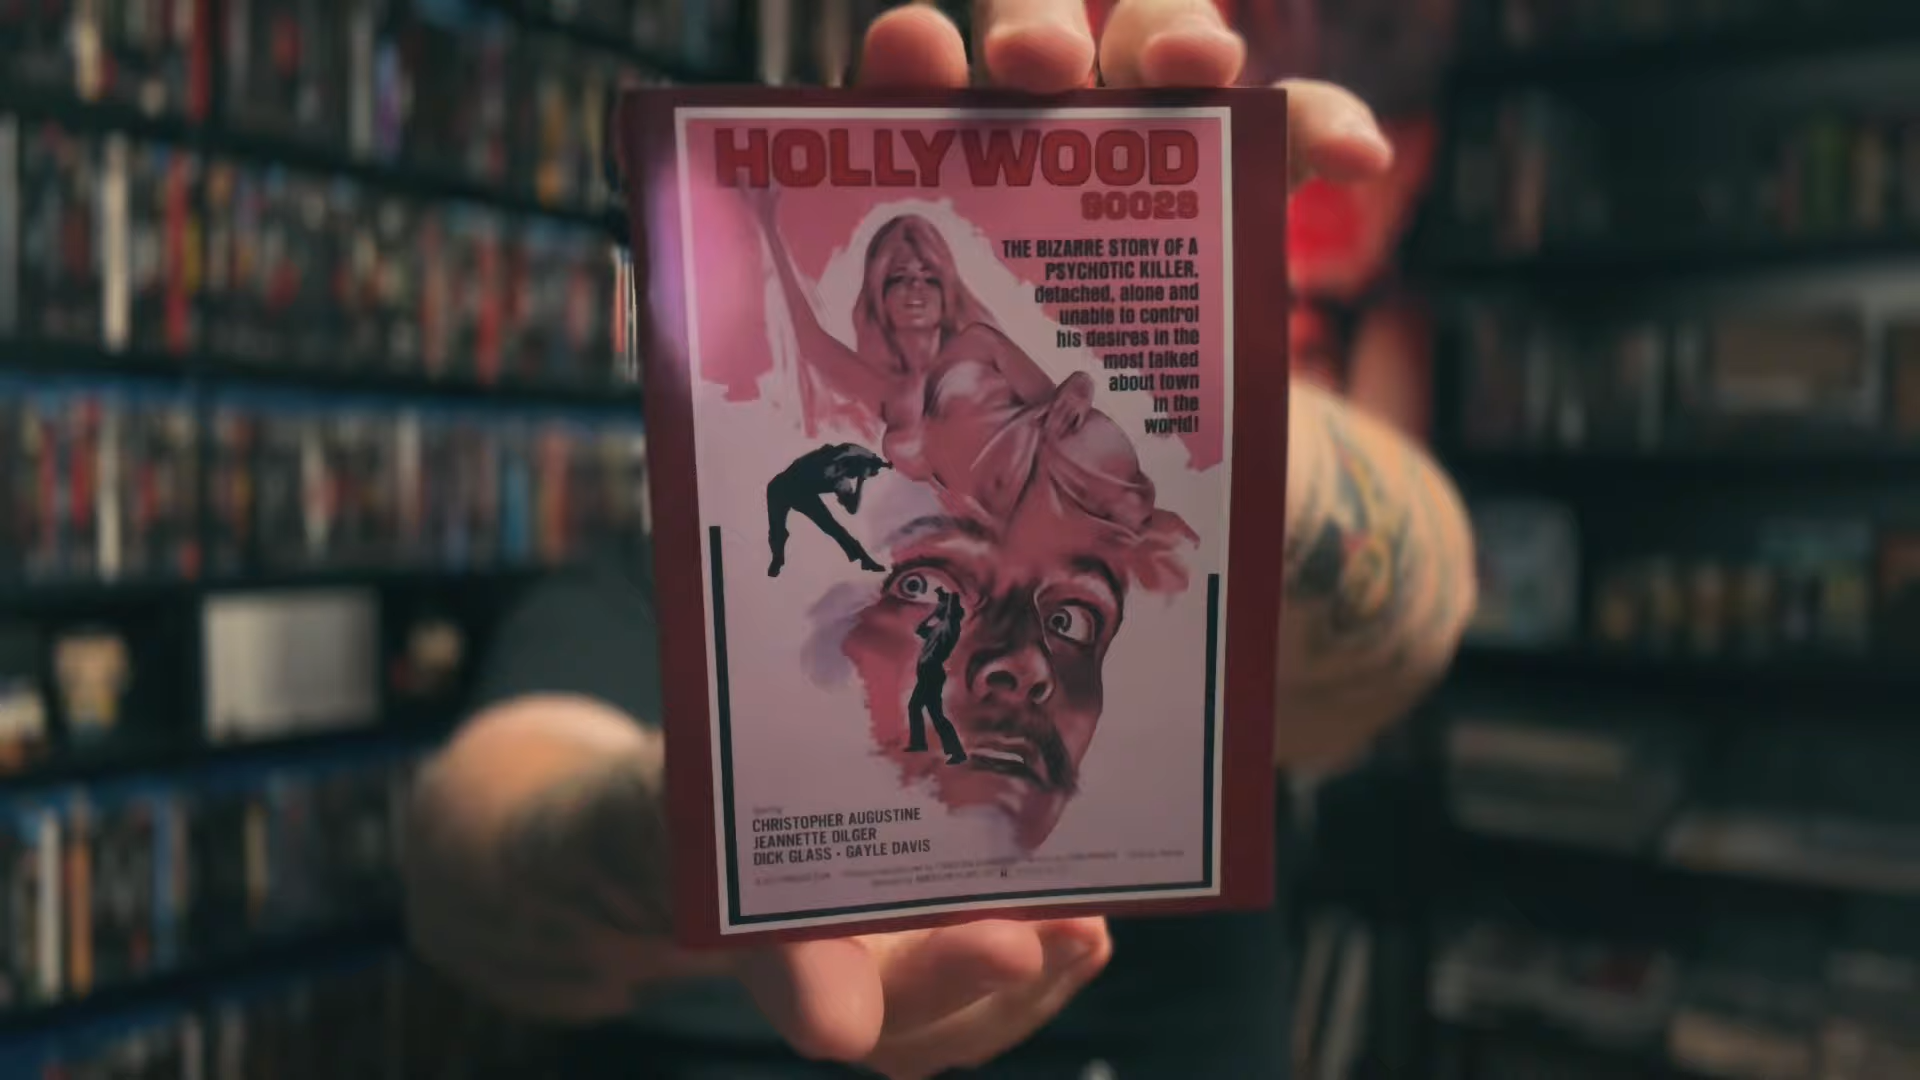 HOLLYWOOD
90028
THE BIZARRE STORY OF A
PSYCHOTIC KILLER,
detached, alone and
unable to control
his desires in the
most talked
about town
in the
world!
CHRISTOPHER AUGUSTINE
JEANNETTE DILGER
DICK GLASS · GAYLE DAVIS